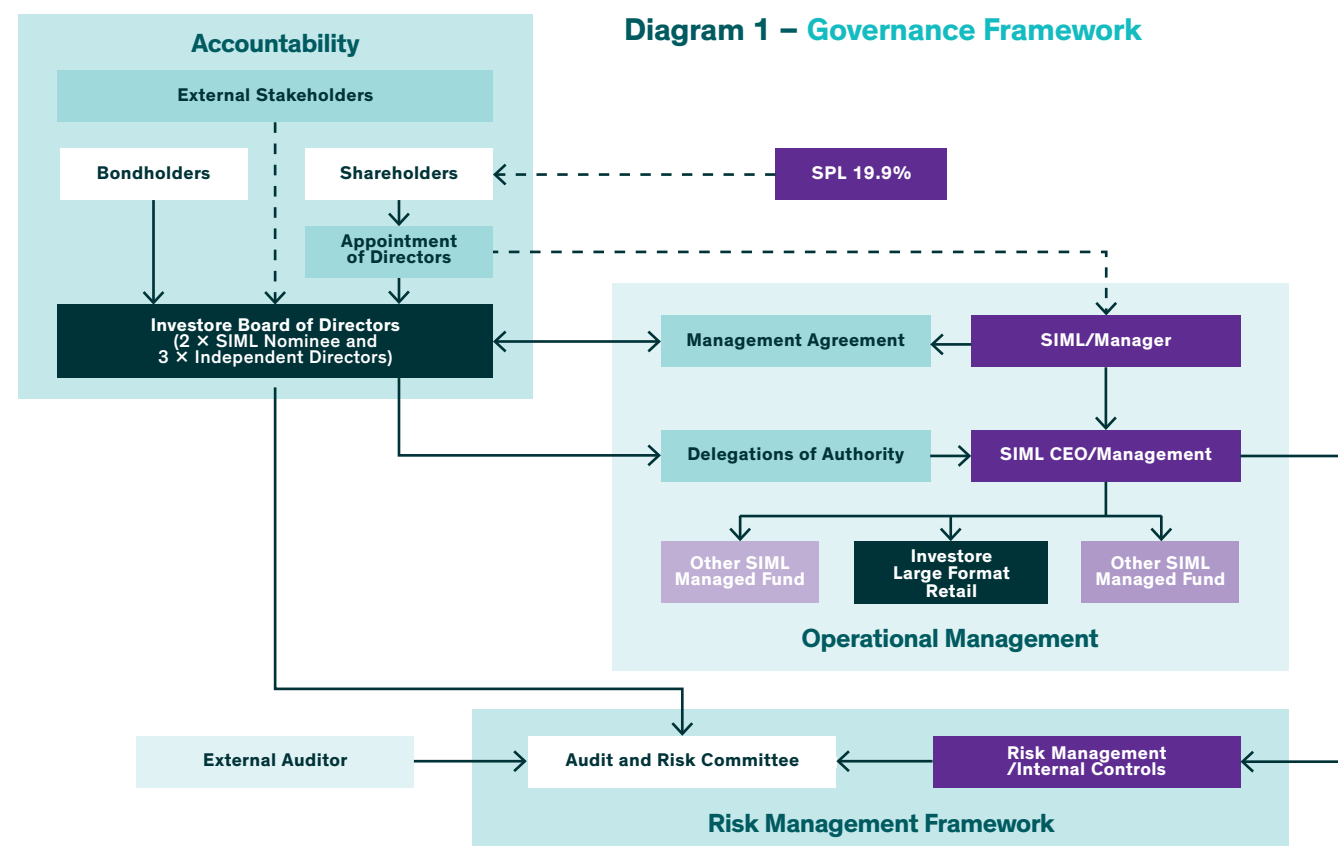 Diagram 1 – Governance Framework
Accountability
External Stakeholders
Bondholders
Shareholders
SPL 19.9%
Appointment
of Directors
Investore Board of Directors
(2 × SIML Nominee and
3 × Independent Directors)
Management Agreement
SIML/Manager
Delegations of Authority
SIML CEO/Management
Other SIML
Managed Fund
Investore
Large Format
Retail
Other SIML
Managed Fund
Operational Management
External Auditor
Audit and Risk Committee
Risk Management
/Internal Controls
Risk Management Framework